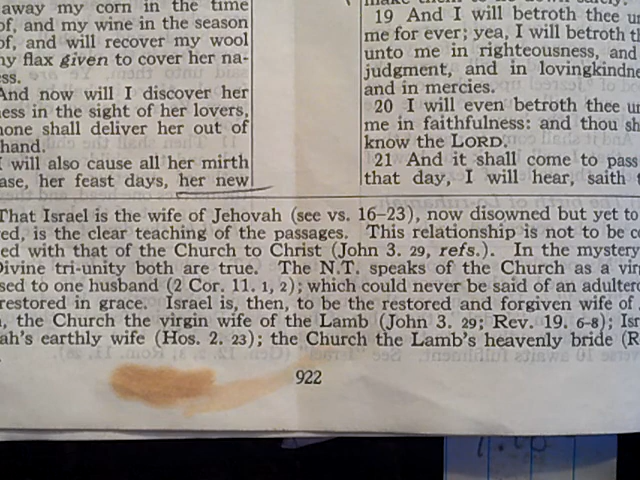 away my corn in the time
of, and my wine in the season
of, and will recover my wool
my flax given to cover her na-
ess.
And now will I discover her
ess in the sight of her lovers,
none shall deliver her out of
hand.
I will also cause all her mirth
ase, her feast days, her new
19 And I will betroth thee un
me for ever; yea, I will betroth th
unto me in righteousness, and
judgment, and in lovingkindne
and in mercies.
20 I will even betroth thee un
me in faithfulness: and thou sh
know the LORD.
21 And it shall come to pass
that day, I will hear, saith t
That Israel is the wife of Jehovah (see vs. 16–23), now disowned but yet to
red, is the clear teaching of the passages. This relationship is not to be co
ed with that of the Church to Christ (John 3. 29, refs.). In the mystery
Divine tri-unity both are true. The N.T. speaks of the Church as a vir
sed to one husband (2 Cor. 11. 1, 2); which could never be said of an adultere
restored in grace. Israel is, then, to be the restored and forgiven wife of
, the Church the virgin wife of the Lamb (John 3. 29; Rev. 19. 6-8); Isr
ah's earthly wife (Hos. 2. 23); the Church the Lamb's heavenly bride (R
922